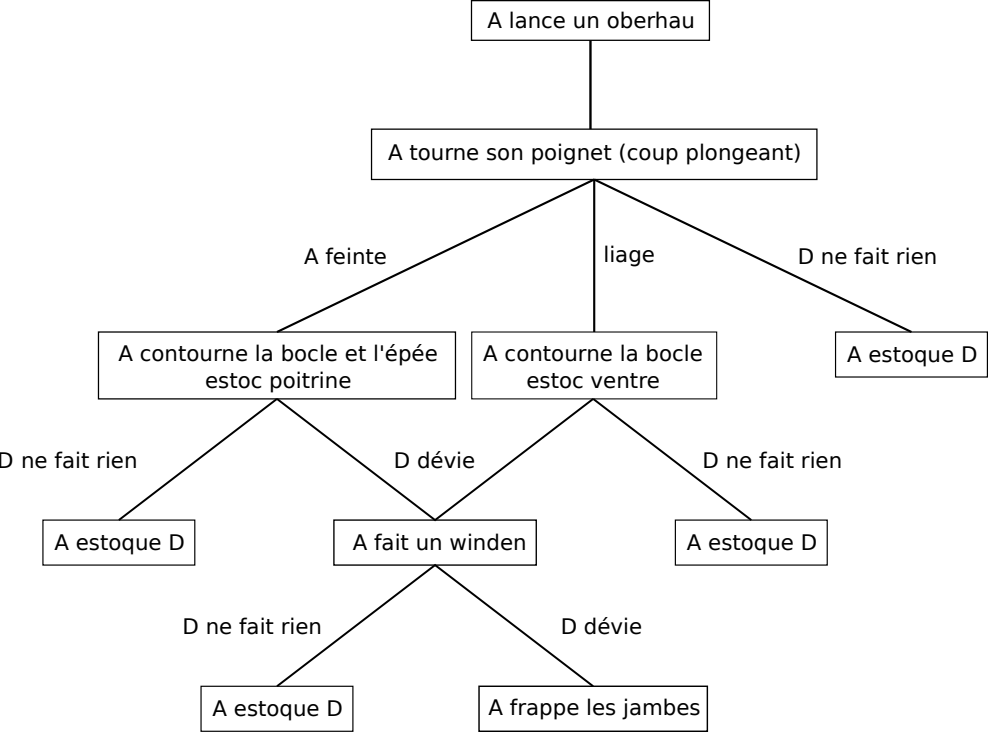 A lance un oberhau
A tourne son poignet (coup plongeant)
A feinte
liage
D ne fait rien
A contourne la bocle et l'épée
estoc poitrine
A contourne la bocle
estoc ventre
A estoque D
D ne fait rien
D dévie
D ne fait rien
A estoque D
A fait un winden
A estoque D
D ne fait rien
D dévie
A estoque D
A frappe les jambes